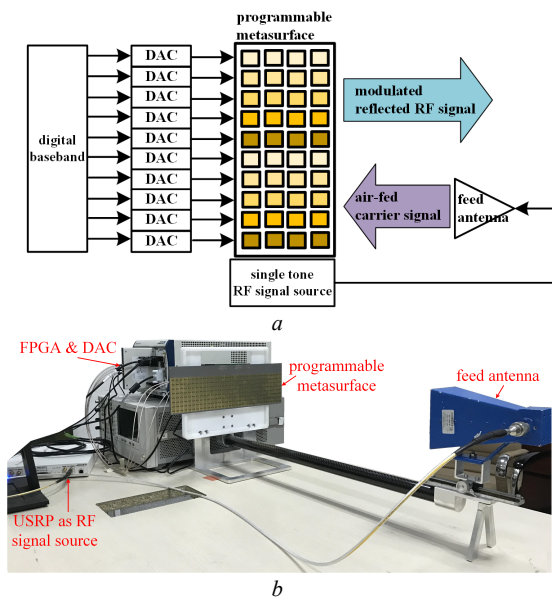 programmable
metasurface
DAC
DAC
DAC
DAC
DAC
DAC
DAC
DAC
DAC
DAC
digital
baseband
modulated
reflected RF signal
air-fed
carrier signal
feed
antenna
single tone
RF signal source
a
FPGA & DAC
programmable
metasurface
feed antenna
USRP as RF
signal source
b